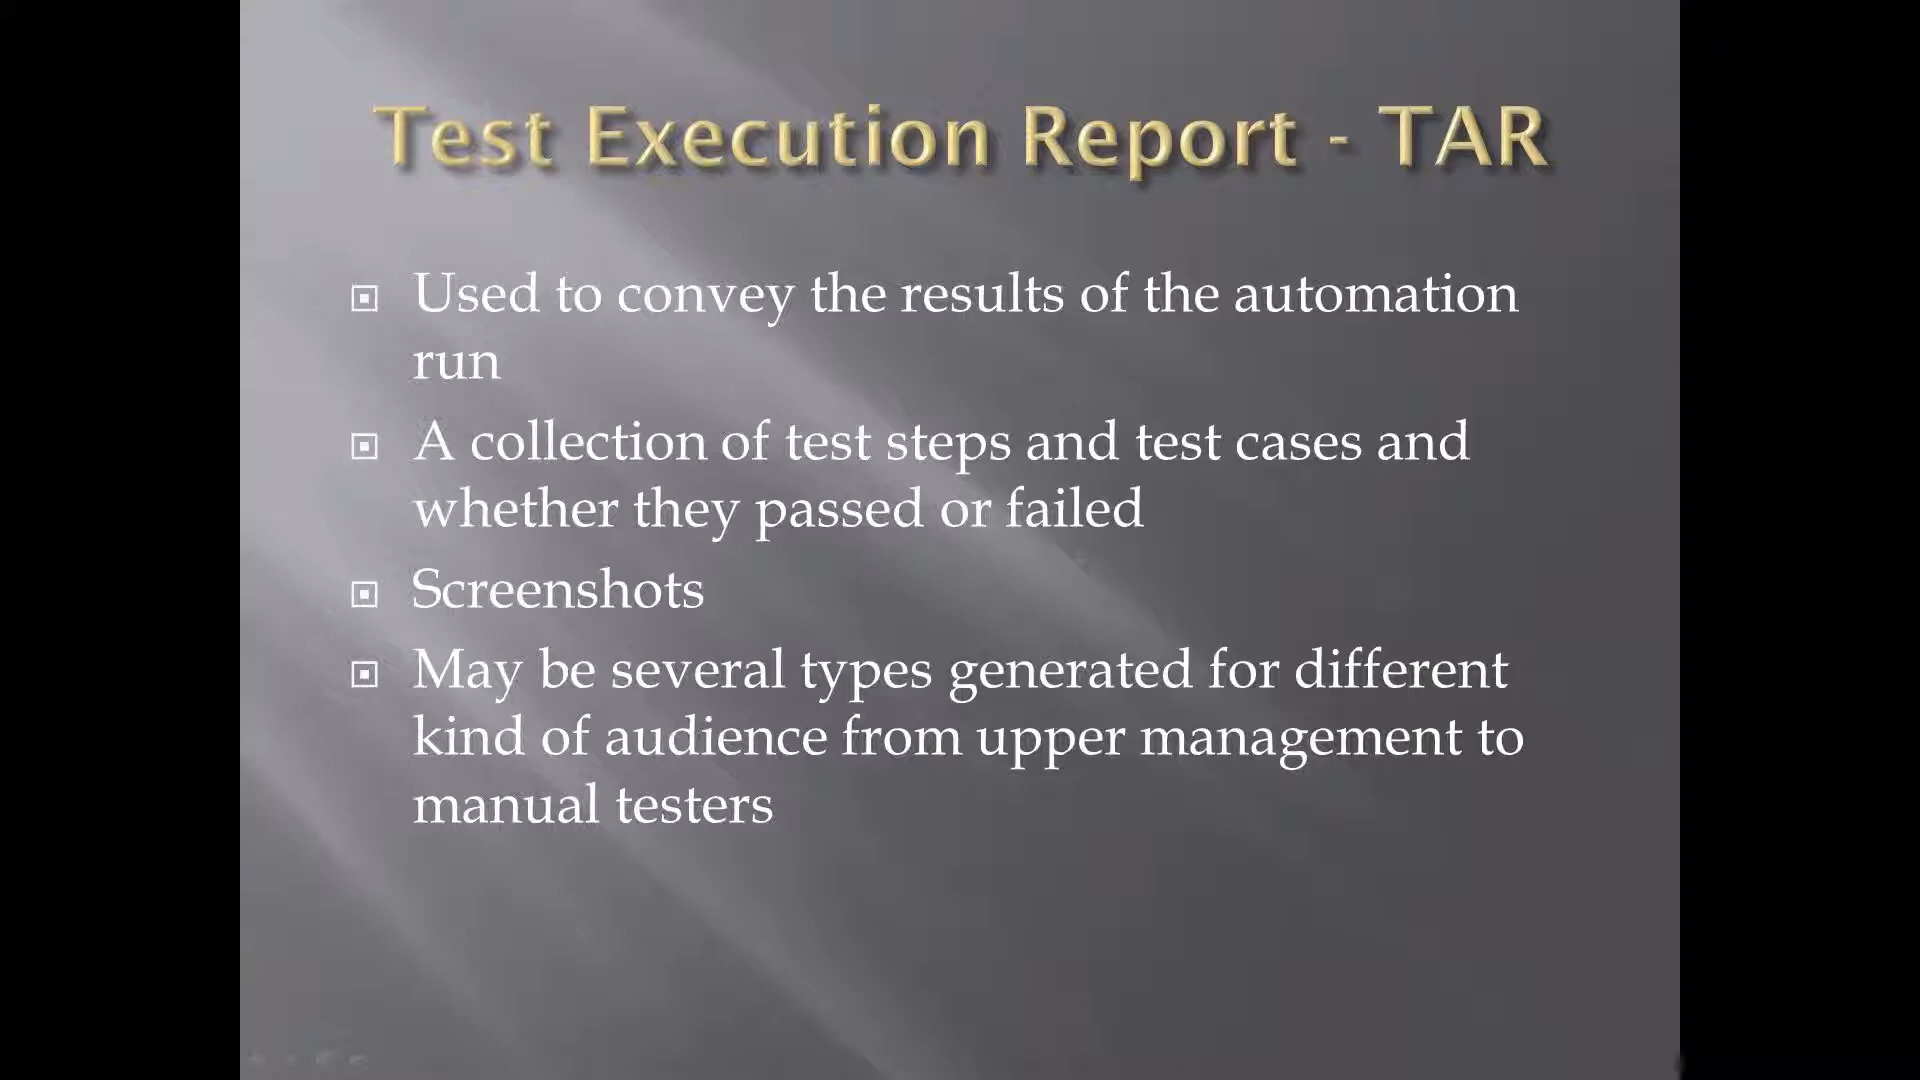 Test Execution Report - TAR
Used to convey the results of the automation
run
A collection of test steps and test cases and
whether they passed or failed
Screenshots
May be several types generated for different
kind of audience from upper management to
manual testers